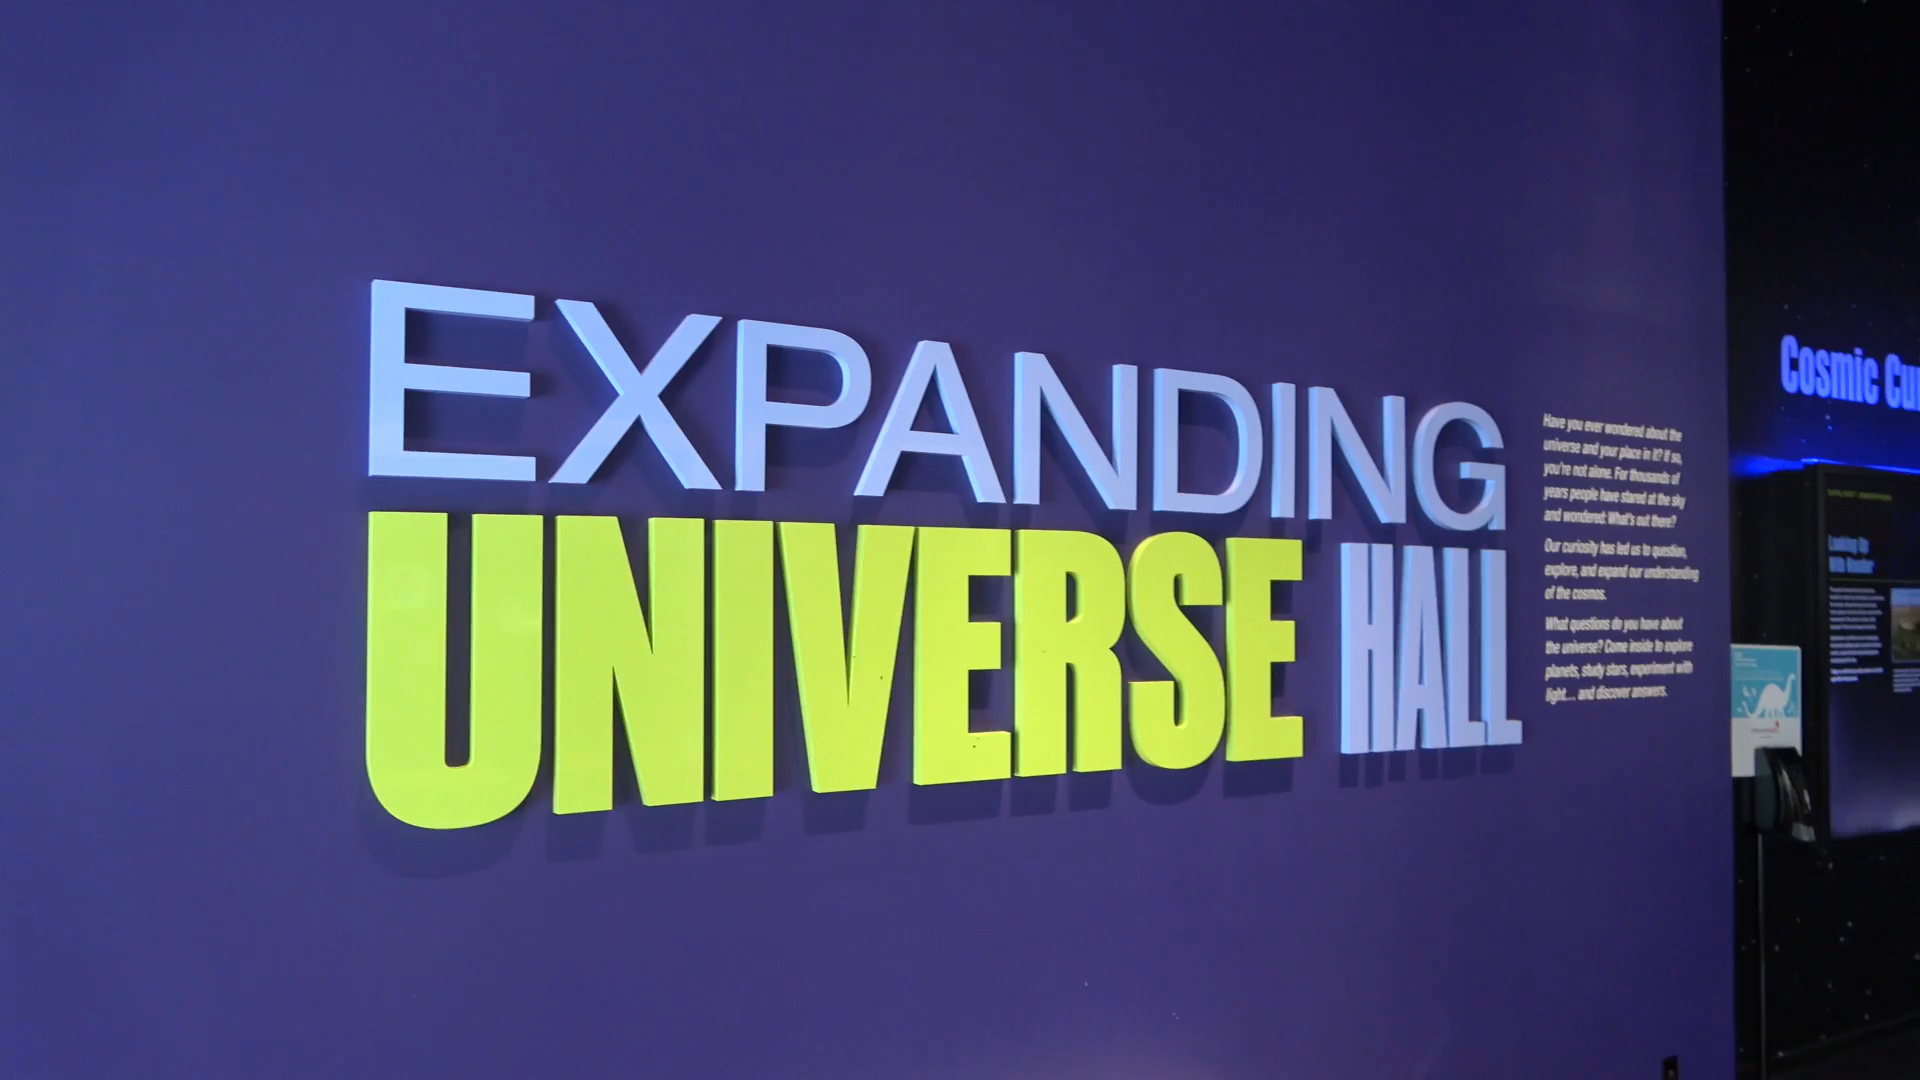 EXPANDING
UNIVERSE HALL
Have you ever wondered about the
universe and your place in it? If so,
you're not alone. For thousands of
years people have stared at the sky
and wondered: What's out there?
Our curiosity has led us to question,
explore, and expand our understanding
of the cosmos.
What questions do you have about
the universe? Come inside to explore
planets, study stars, experiment with
light... and discover answers.
Cosmic Cur
Looking Up
With Wonder